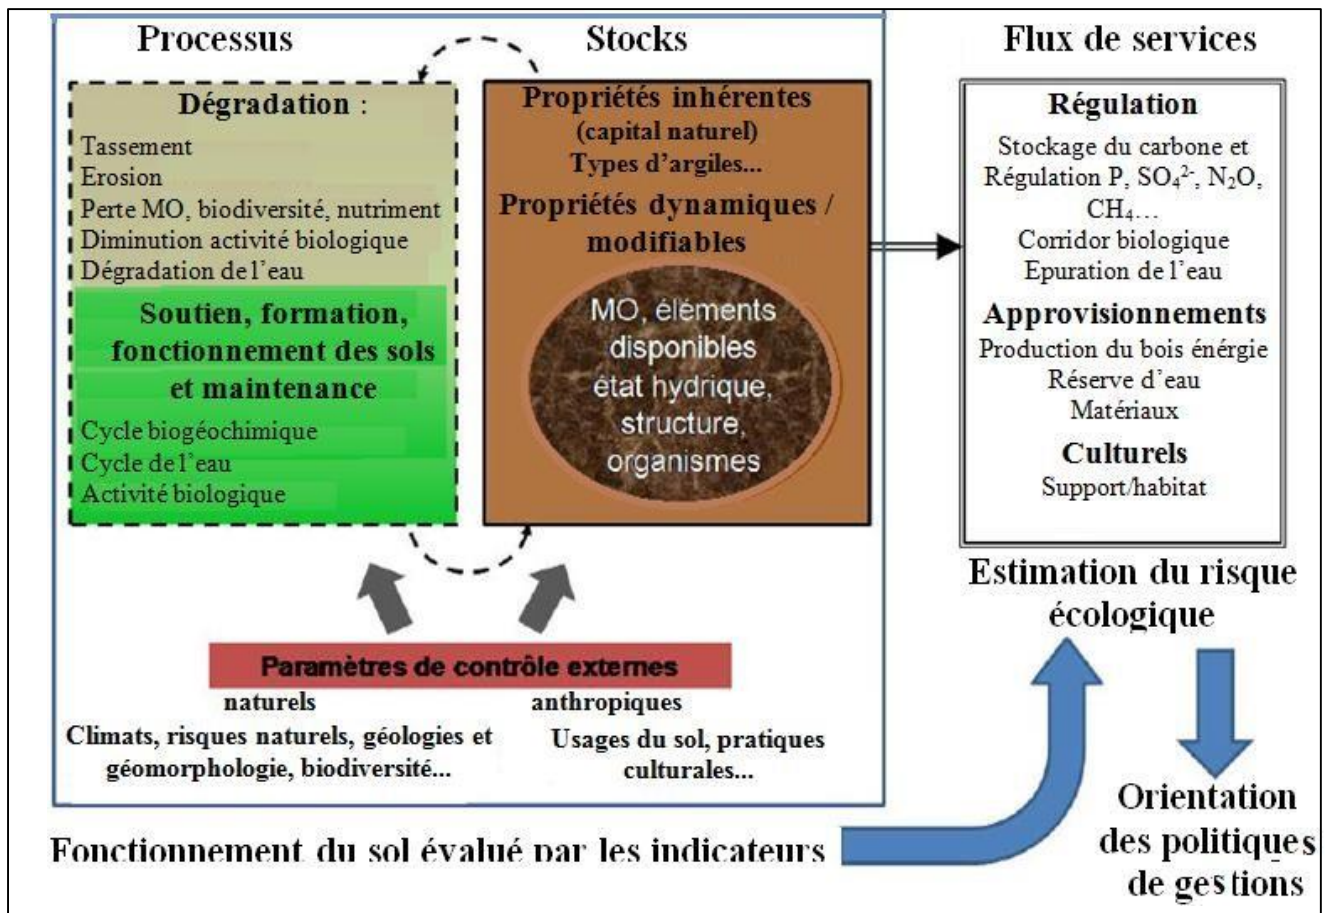 Processus
Dégradation :
Tassement
Erosion
Perte MO, biodiversité, nutriment
Diminution activité biologique
Dégradation de l'eau
Soutien, formation,
fonctionnement des sols
et maintenance
Cycle biogéochimique
Cycle de l'eau
Activité biologique
Stocks
Propriétés inhérentes
(capital naturel)
Types d'argiles...
Propriétés dynamiques /
modifiables
MO, éléments
disponibles
état hydrique,
structure,
organismes
Flux de services
Régulation
Stockage du carbone et
Régulation P, SO₄²⁻, N₂O,
CH₄…
Corridor biologique
Epuration de l'eau
Approvisionnements
Production du bois énérgie
Réserve d'eau
Matériaux
Culturels
Support/habitat
Paramètres de contrôle externes
naturels
Climats, risques naturels, géologies et
géomorphologie, biodiversité...
anthropiques
Usages du sol, pratiques
culturales...
Fonctionnement du sol évalué par les indicateurs
Estimation du risque
écologique
Orientation
des politiques
de gestions